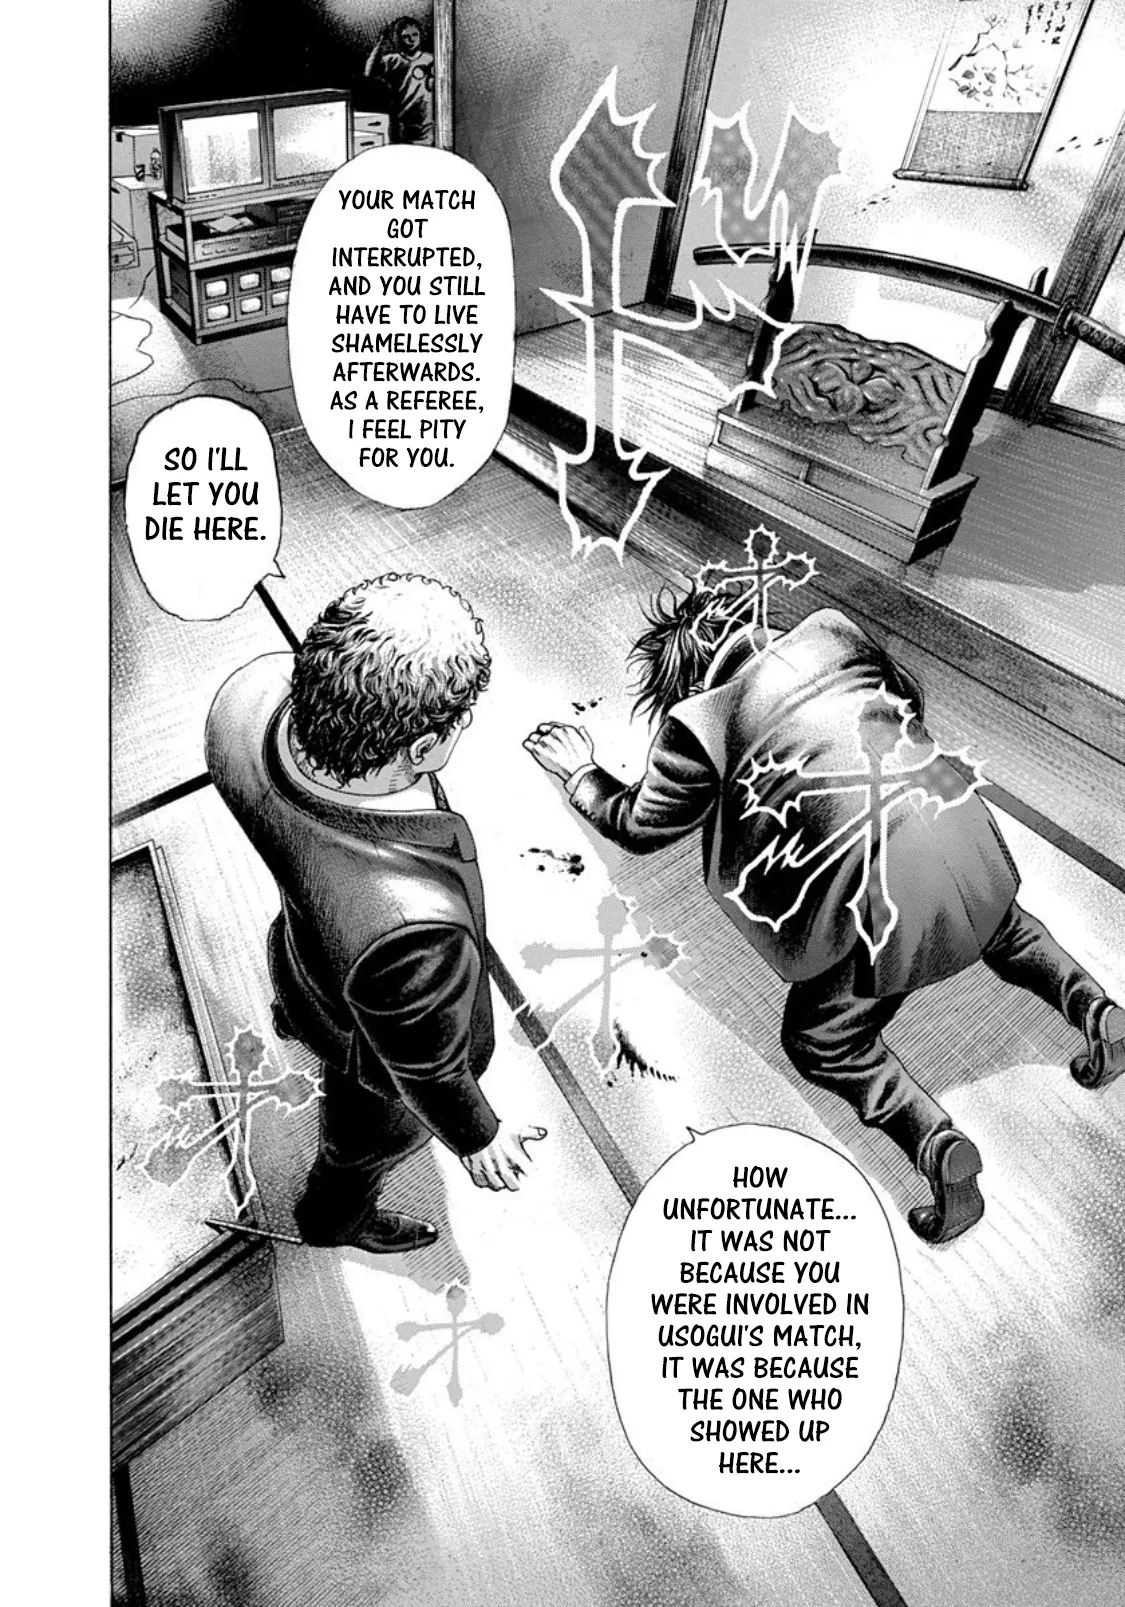 YOUR MATCH
GOT
INTERRUPTED,
AND YOU STILL
HAVE TO LIVE
SHAMELESSLY
AFTERWARDS.
AS A REFEREE,
I FEEL PITY
FOR YOU.
SO I'LL
LET YOU
DIE HERE.
HOW
UNFORTUNATE...
IT WAS NOT
BECAUSE YOU
WERE INVOLVED IN
USOGUI'S MATCH,
IT WAS BECAUSE
THE ONE WHO
SHOWED UP
HERE...